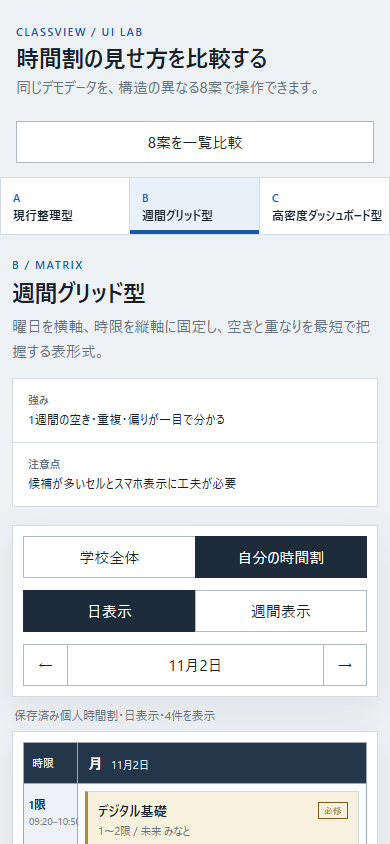 CLASSVIEW / UI LAB
時間割の見せ方を比較する
同じデモデータを、構造の異なる8案で操作できます。
8案を一覧比較
A
現行整理型
B
週間グリッド型
C
高密度ダッシュボード型
B / MATRIX
週間グリッド型
曜日を横軸、時限を縦軸に固定し、空きと重なりを最短で把
握する表形式。
強み
1週間の空き・重複・偏りが一目で分かる
注意点
候補が多いセルとスマホ表示に工夫が必要
学校全体
自分の時間割
日表示
週間表示
←
11月2日
→
保存済み個人時間割・日表示・4件を表示
時限
月 11月2日
1限
09:20–10:50
デジタル基礎
必修
1〜2限 / 未来 みなと